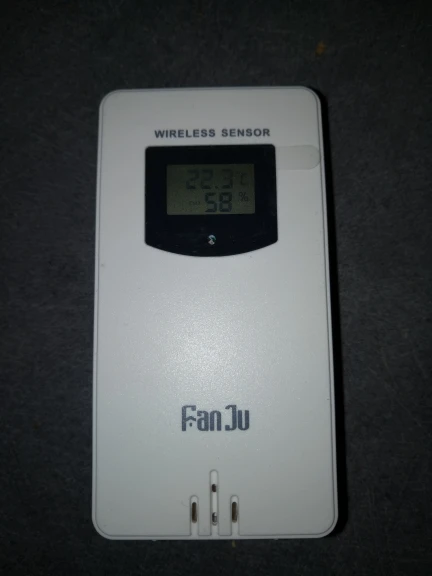 WIRELESS SENSOR
22.3°C
58%
FanJu